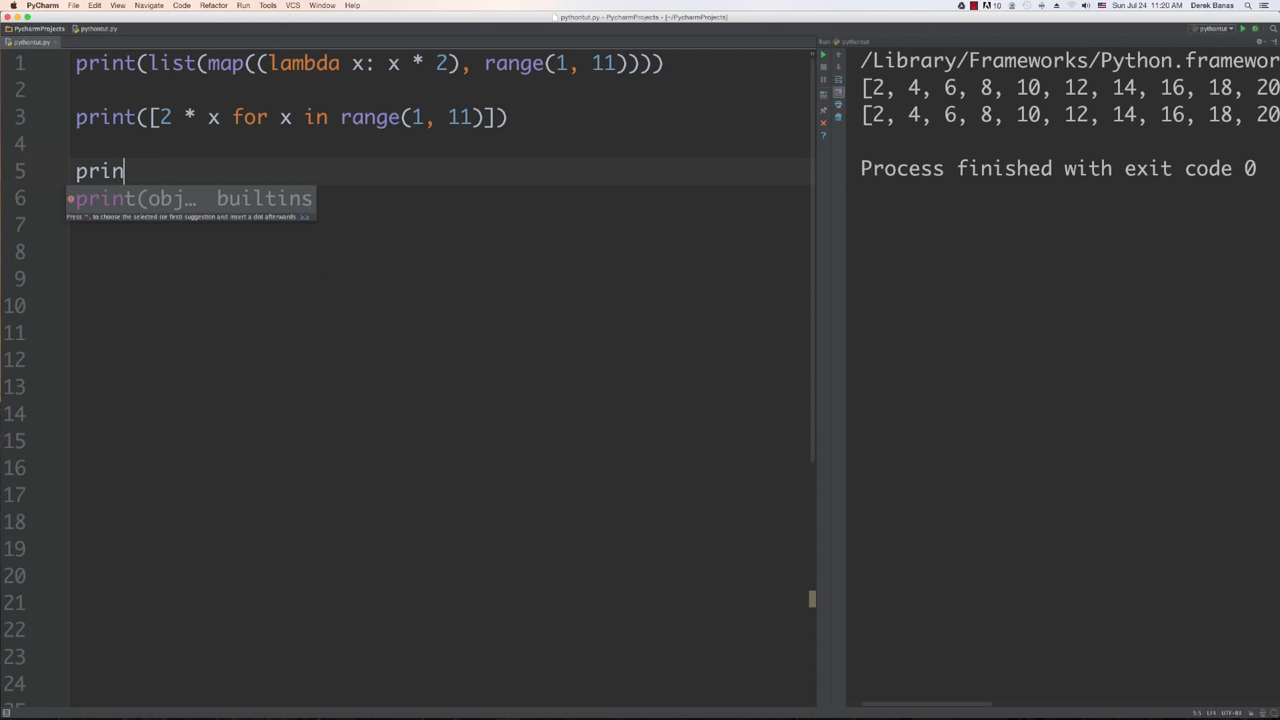 PyCharm File Edit View Navigate Code Refactor Run Tools VCS Window Help 10 Sun Jul 24 11:20 AM Derek Banas
pythontut.py - PycharmProjects - [~/PycharmProjects]
PycharmProjects pythontut.py pythontut
pythontut.py Run: pythontut
1 print(list(map((lambda x: x * 2), range(1, 11))))
2
3 print([2 * x for x in range(1, 11)])
4
5 prin
6 print(obj… builtins
Press ^. to choose the selected (or first) suggestion and insert a dot afterwards >>
7
8
9
10
11
12
13
14
15
16
17
18
19
20
21
22
23
24
25
/Library/Frameworks/Python.framewor
[2, 4, 6, 8, 10, 12, 14, 16, 18, 20
[2, 4, 6, 8, 10, 12, 14, 16, 18, 20
Process finished with exit code 0
5:5 LF÷ UTF-8÷